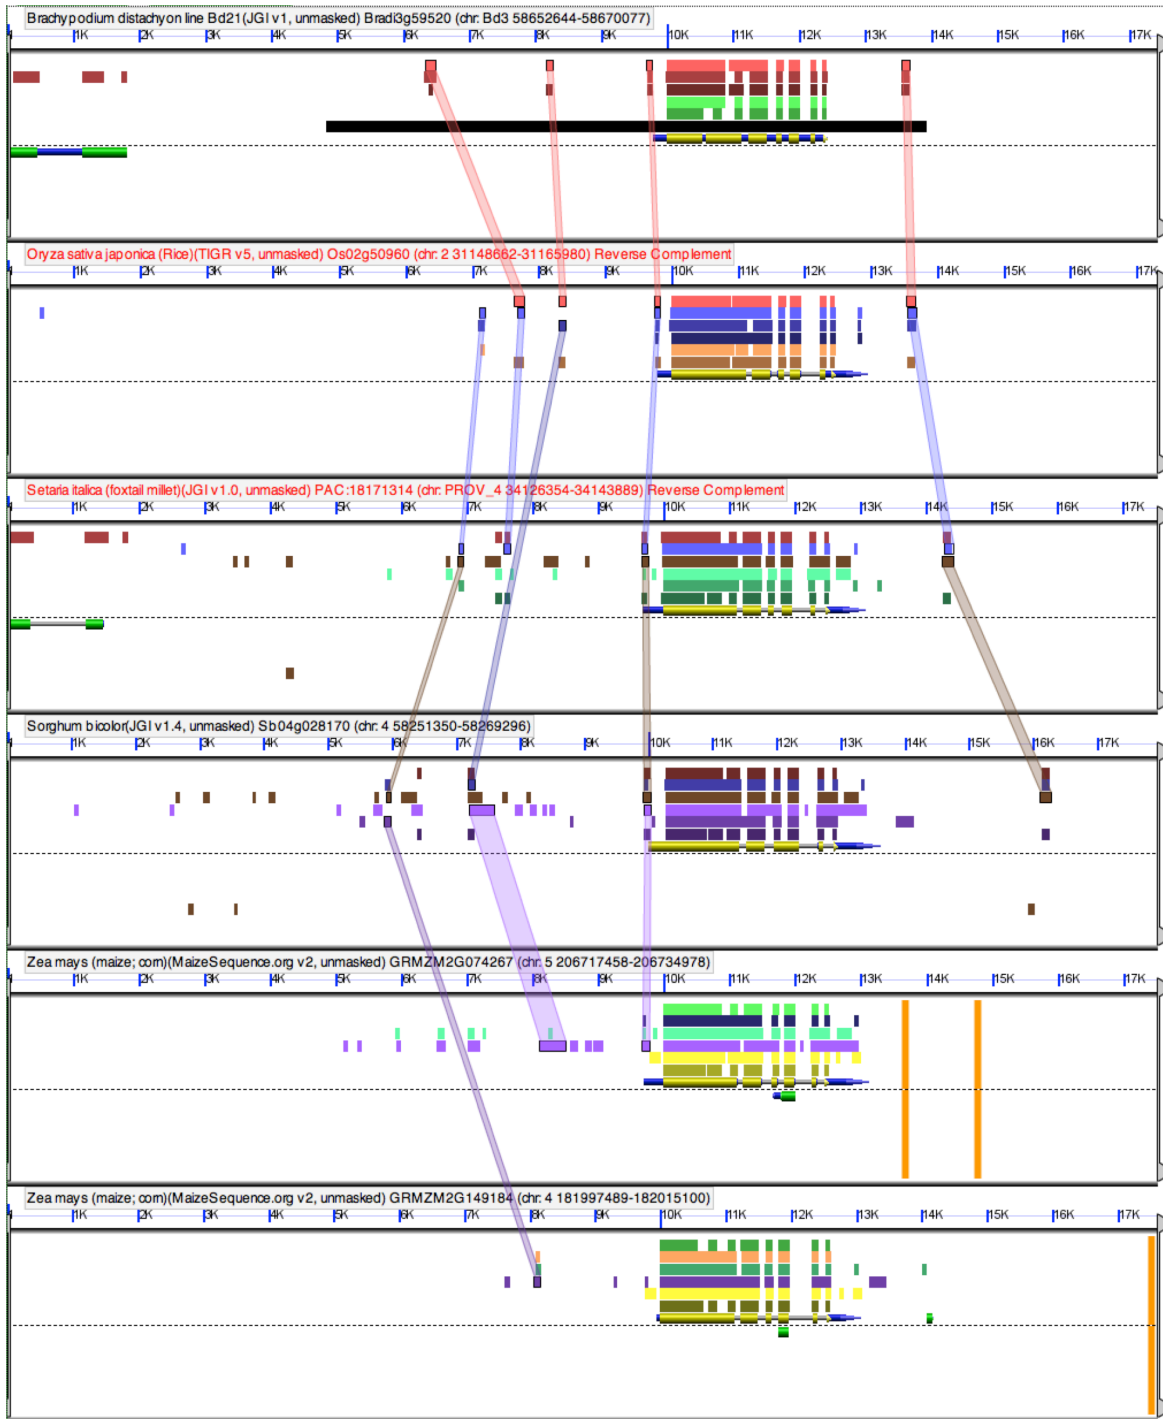 Brachypodium distachyon line Bd21(JGI v1, unmasked) Bradi3g59520 (chr: Bd3 58652644-58670077)
1K 2K 3K 4K 5K 6K 7K 8K 9K 10K 11K 12K 13K 14K 15K 16K 17K
Oryza sativa japonica (Rice)(TIGR v5, unmasked) Os02g50960 (chr: 2 31148662-31165980) Reverse Complement
1K 2K 3K 4K 5K 6K 7K 8K 9K 10K 11K 12K 13K 14K 15K 16K 17K
Setaria italica (foxtail millet)(JGI v1.0, unmasked) PAC:18171314 (chr: PROV_4 34126354-34143889) Reverse Complement
1K 2K 3K 4K 5K 6K 7K 8K 9K 10K 11K 12K 13K 14K 15K 16K 17K
Sorghum bicolor(JGI v1.4, unmasked) Sb04g028170 (chr: 4 58251350-58269296)
1K 2K 3K 4K 5K 6K 7K 8K 9K 10K 11K 12K 13K 14K 15K 16K 17K
Zea mays (maize; corn)(MaizeSequence.org v2, unmasked) GRMZM2G074267 (chr: 5 206717458-206734978)
1K 2K 3K 4K 5K 6K 7K 8K 9K 10K 11K 12K 13K 14K 15K 16K 17K
Zea mays (maize; corn)(MaizeSequence.org v2, unmasked) GRMZM2G149184 (chr: 4 181997489-182015100)
1K 2K 3K 4K 5K 6K 7K 8K 9K 10K 11K 12K 13K 14K 15K 16K 17K